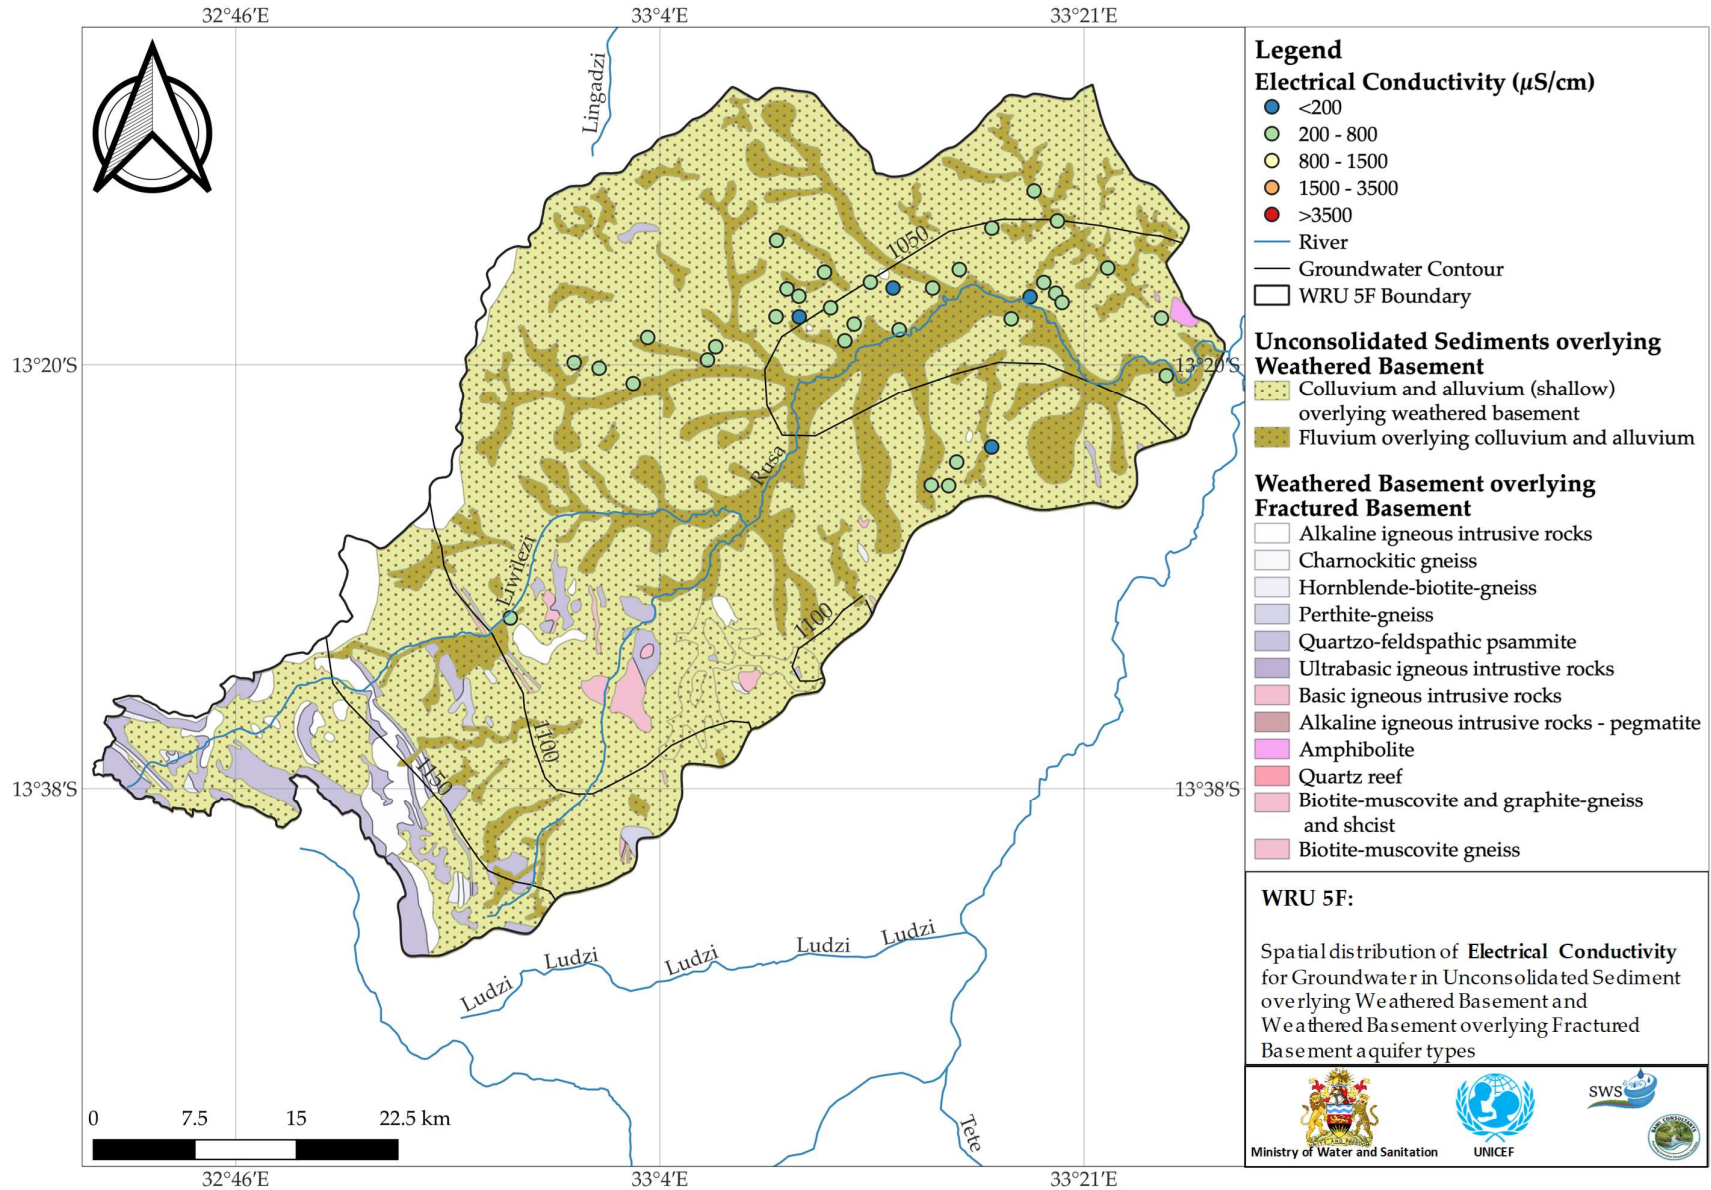 32°46'E
33°4'E
33°21'E
Lingadzi
1050
13°20'S
13°20'S
Rusa
Liwilezi
1100
1100
1150
13°38'S
13°38'S
Ludzi
Ludzi
Ludzi
Ludzi
Ludzi
Tete
0 7.5 15 22.5 km
32°46'E
33°4'E
33°21'E
Legend
Electrical Conductivity (µS/cm)
<200
200 - 800
800 - 1500
1500 - 3500
>3500
River
Groundwater Contour
WRU 5F Boundary
Unconsolidated Sediments overlying
Weathered Basement
Colluvium and alluvium (shallow)
overlying weathered basement
Fluvium overlying colluvium and alluvium
Weathered Basement overlying
Fractured Basement
Alkaline igneous intrusive rocks
Charnockitic gneiss
Hornblende-biotite-gneiss
Perthite-gneiss
Quartzo-feldspathic psammite
Ultrabasic igneous intrustive rocks
Basic igneous intrusive rocks
Alkaline igneous intrusive rocks - pegmatite
Amphibolite
Quartz reef
Biotite-muscovite and graphite-gneiss
and shcist
Biotite-muscovite gneiss
WRU 5F:
Spatial distribution of Electrical Conductivity
for Groundwater in Unconsolidated Sediment
overlying Weathered Basement and
Weathered Basement overlying Fractured
Basement aquifer types
SWS
Ministry of Water and Sanitation
UNICEF